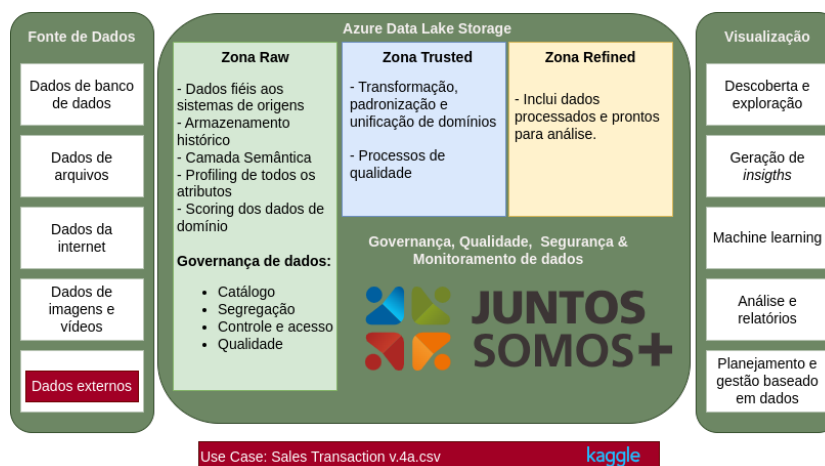 Fonte de Dados
Dados de banco
de dados
Dados de
arquivos
Dados da
internet
Dados de
imagens e
vídeos
Dados externos
Azure Data Lake Storage
Zona Raw
- Dados fiéis aos
sistemas de origens
- Armazenamento
histórico
- Camada Semântica
- Profiling de todos os
atributos
- Scoring dos dados de
domínio
Governança de dados:
• Catálogo
• Segregação
• Controle e acesso
• Qualidade
Zona Trusted
- Transformação,
padronização e
unificação de domínios
- Processos de
qualidade
Zona Refined
- Inclui dados
processados e prontos
para análise.
Governança, Qualidade, Segurança &
Monitoramento de dados
JUNTOS
SOMOS+
Visualização
Descoberta e
exploração
Geração de
insigths
Machine learning
Análise e
relatórios
Planejamento e
gestão baseado
em dados
Use Case: Sales Transaction v.4a.csv
kaggle